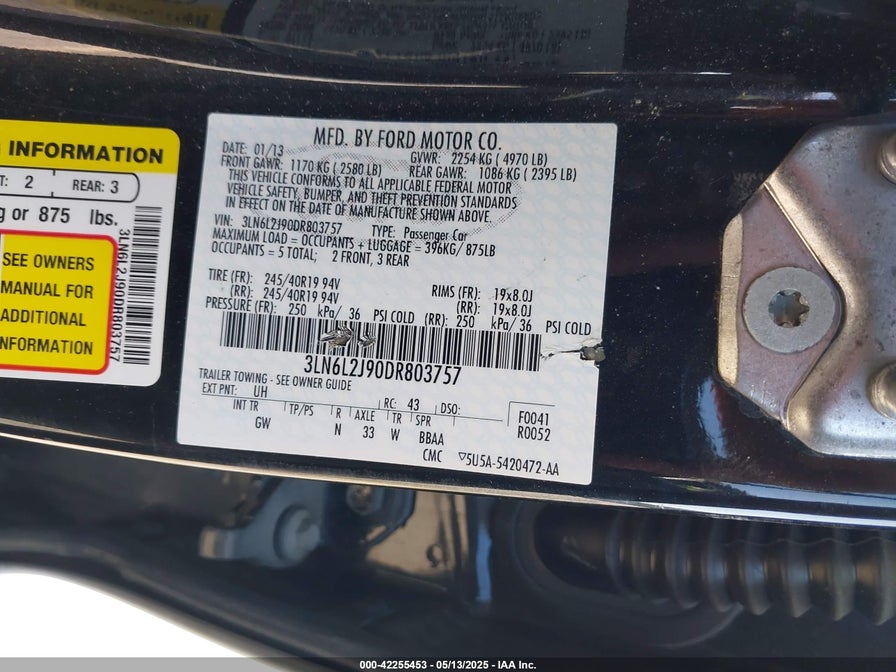 G INFORMATION
T: 2 REAR: 3
g or 875 lbs.
SEE OWNERS
MANUAL FOR
ADDITIONAL
INFORMATION
3LN6L2J90DR803757
MFD. BY FORD MOTOR CO.
DATE: 01/13 GVWR: 2254 KG ( 4970 LB)
FRONT GAWR: 1170 KG ( 2580 LB) REAR GAWR: 1086 KG ( 2395 LB)
THIS VEHICLE CONFORMS TO ALL APPLICABLE FEDERAL MOTOR
VEHICLE SAFETY, BUMPER, AND THEFT PREVENTION STANDARDS
IN EFFECT ON THE DATE OF MANUFACTURE SHOWN ABOVE.
VIN: 3LN6L2J90DR803757 TYPE: Passenger Car
MAXIMUM LOAD = OCCUPANTS + LUGGAGE = 396KG/ 875LB
OCCUPANTS = 5 TOTAL; 2 FRONT, 3 REAR
TIRE (FR): 245/40R19 94V RIMS (FR): 19x8.0J
(RR): 245/40R19 94V (RR): 19x8.0J
PRESSURE (FR): 250 kPa/ 36 PSI COLD (RR): 250 kPa/ 36 PSI COLD
3LN6L2J90DR803757
TRAILER TOWING - SEE OWNER GUIDE
EXT PNT: UH RC: 43 DSO:
INT TR TP/PS R AXLE TR SPR F0041
GW N 33 W BBAA R0052
CMC ▽5U5A-5420472-AA
000-42255453 - 05/13/2025 - IAA Inc.